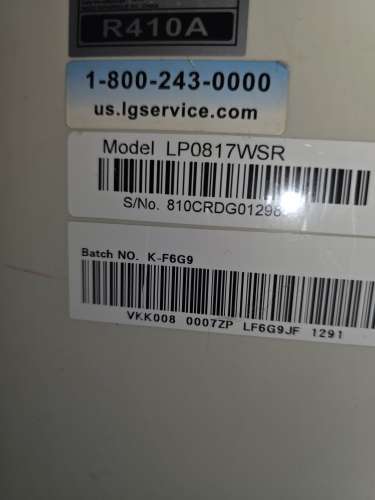 R410A
1-800-243-0000
us.lgservice.com
Model LP0817WSR
S/No. 810CRDG01298
Batch NO. K-F6G9
VKK008 0007ZP LF6G9JF 1291